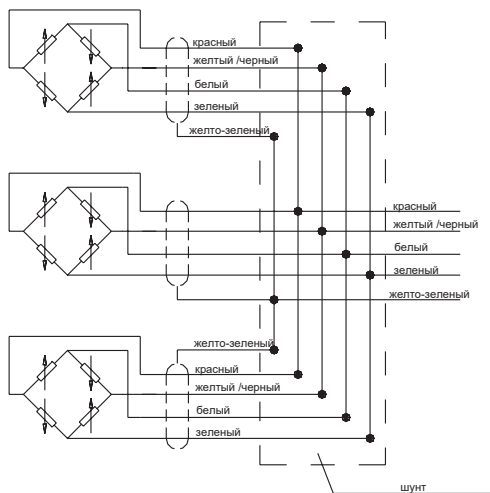 красный
желтый /черный
белый
зеленый
желто-зеленый
красный
желтый /черный
белый
зеленый
желто-зеленый
желто-зеленый
красный
желтый /черный
белый
зеленый
шунт